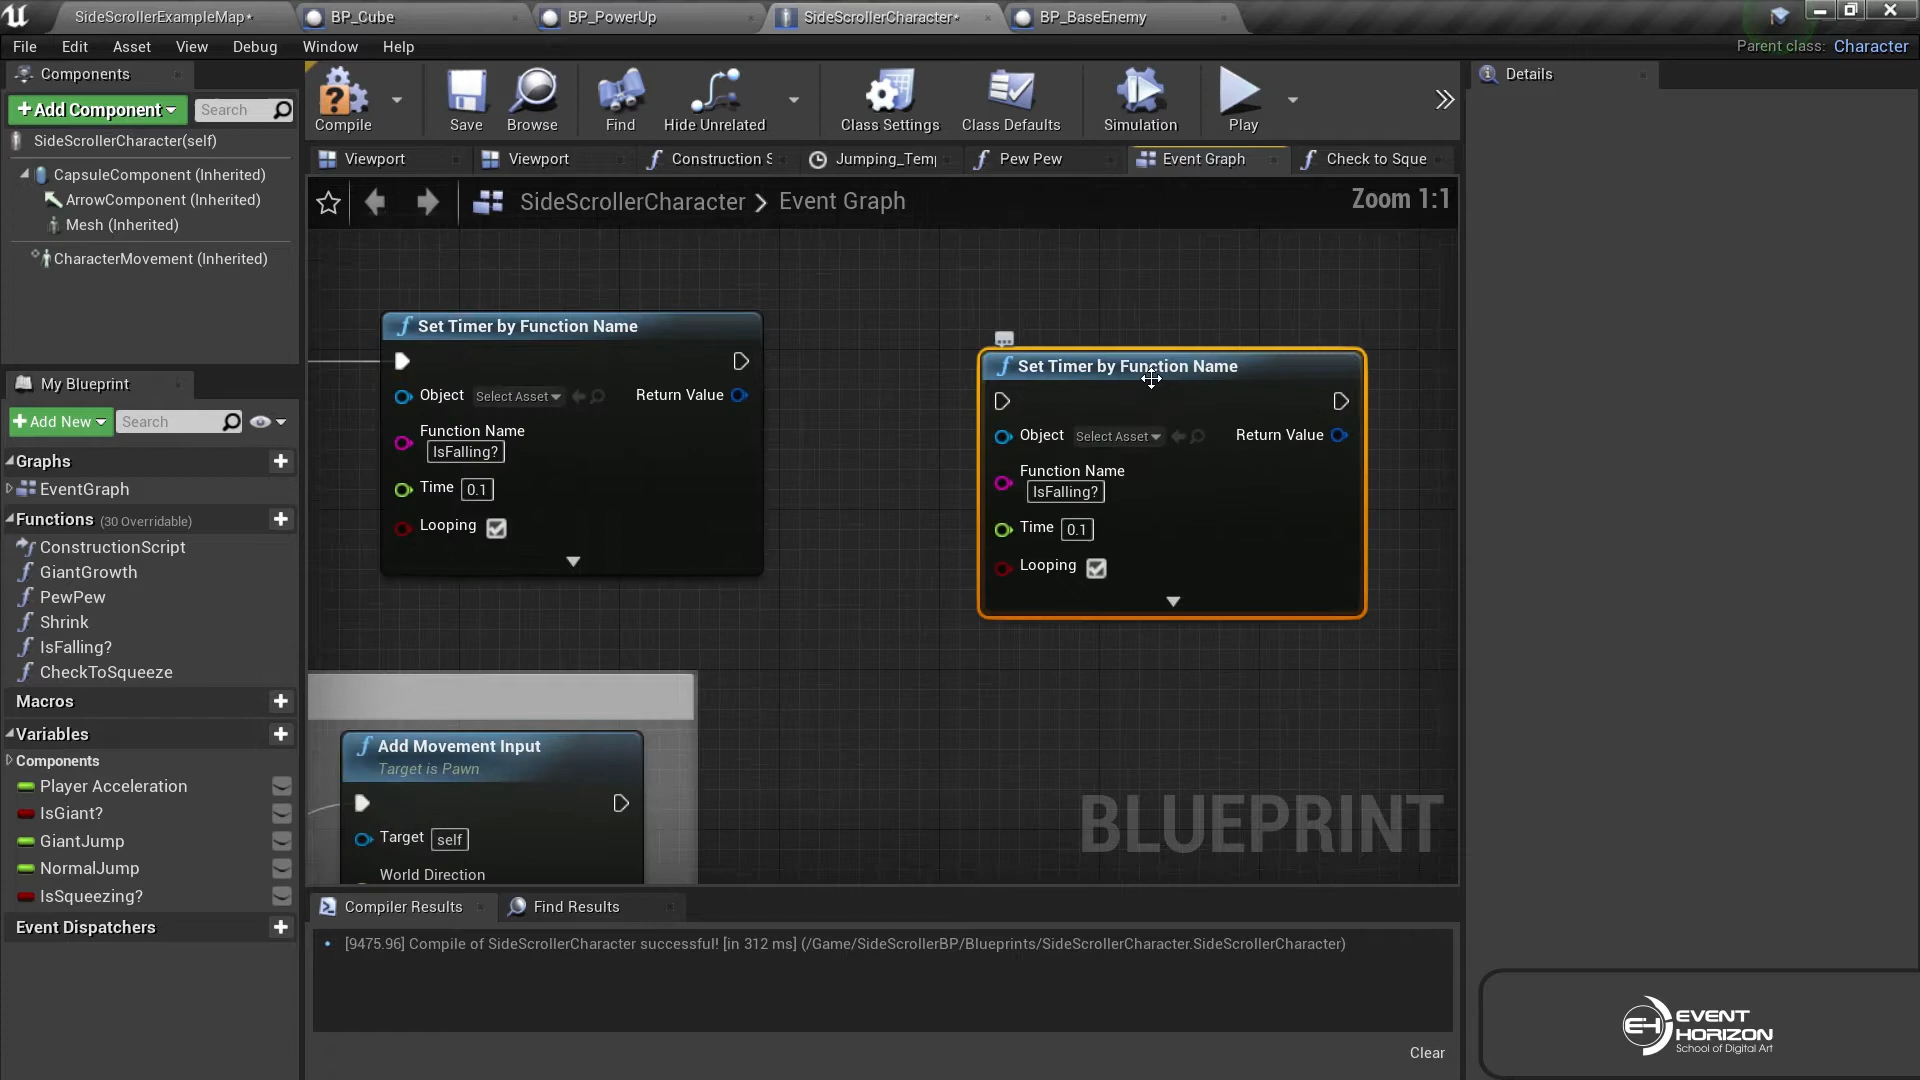 SideScrollerExampleMap*
BP_Cube
BP_PowerUp
SideScrollerCharacter*
BP_BaseEnemy
File
Edit
Asset
View
Debug
Window
Help
Parent class: Character
Components
Add Component
Search
SideScrollerCharacter(self)
CapsuleComponent (Inherited)
ArrowComponent (Inherited)
Mesh (Inherited)
CharacterMovement (Inherited)
Compile
Save
Browse
Find
Hide Unrelated
Class Settings
Class Defaults
Simulation
Play
Details
Viewport
Viewport
Construction S
Jumping_Temp
Pew Pew
Event Graph
Check to Sque
SideScrollerCharacter > Event Graph
Zoom 1:1
Set Timer by Function Name
Object Select Asset
Return Value
Function Name
IsFalling?
Time 0.1
Looping
Set Timer by Function Name
Object Select Asset
Return Value
Function Name
IsFalling?
Time 0.1
Looping
Add Movement Input
Target is Pawn
Target self
World Direction
BLUEPRINT
My Blueprint
Add New
Search
Graphs
EventGraph
Functions (30 Overridable)
ConstructionScript
GiantGrowth
PewPew
Shrink
IsFalling?
CheckToSqueeze
Macros
Variables
Components
Player Acceleration
IsGiant?
GiantJump
NormalJump
IsSqueezing?
Event Dispatchers
Compiler Results
Find Results
[9475.96] Compile of SideScrollerCharacter successful! [in 312 ms] (/Game/SideScrollerBP/Blueprints/SideScrollerCharacter.SideScrollerCharacter)
Clear
EH
EVENT
HORIZON
School of Digital Art